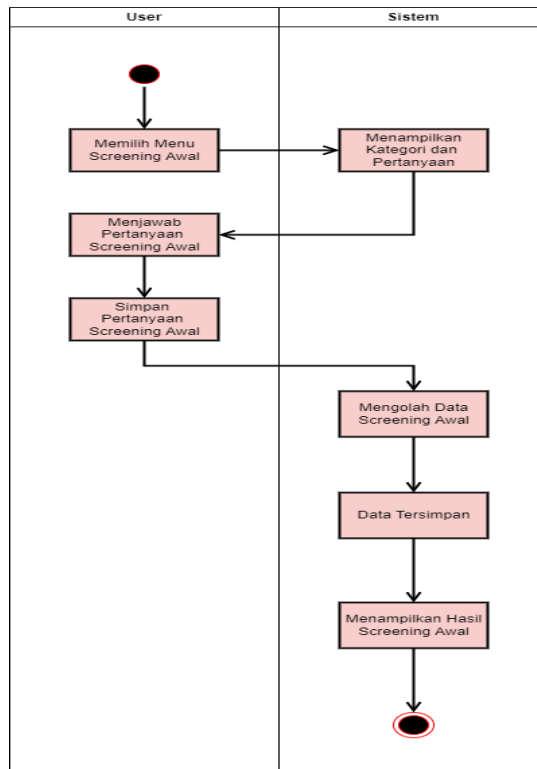 User
Sistem
Memilih Menu
Screening Awal
Menampilkan
Kategori dan
Pertanyaan
Menjawab
Pertanyaan
Screening Awal
Simpan
Pertanyaan
Screening Awal
Mengolah Data
Screening Awal
Data Tersimpan
Menampilkan Hasil
Screening Awal